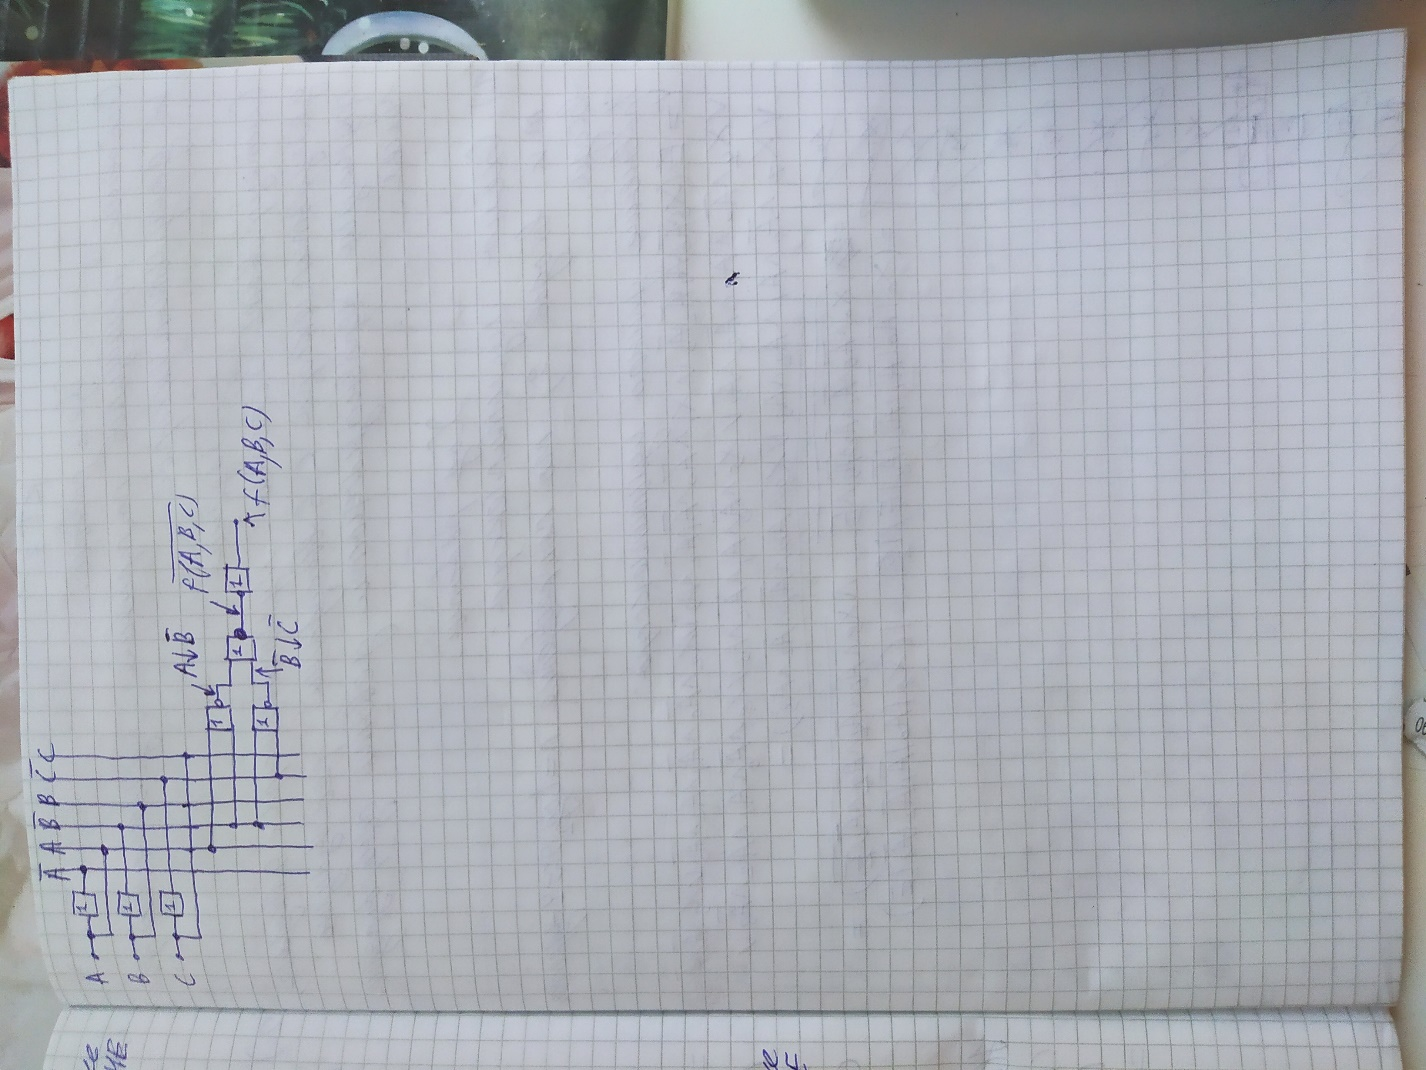 A̅ A B̅ B C̅ C
A 1
B 1
C 1
1 A↓B̅
1 B̅↓C̅
1 f̅(̅A̅,̅B̅,̅C̅)̅
1 f(A,B,C)